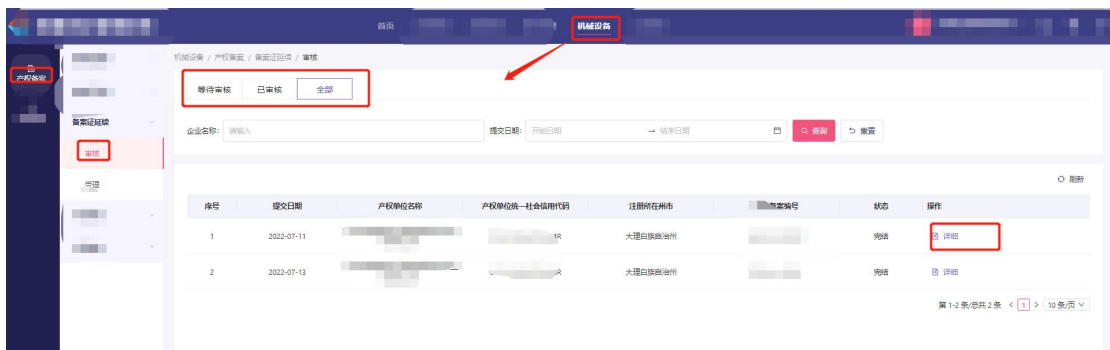 首页
机械设备
产权备案
机械设备 / 产权备案 / 备案证延续 / 审核
等待审核 已审核 全部
备案证延续
企业名称: 请输入 提交日期: 开始日期 → 结束日期 查询 重置
审核
受理
刷新
序号 提交日期 产权单位名称 产权单位统一社会信用代码 注册所在州市 备案编号 状态 操作
1 2022-07-11 大理白族自治州 完结 详细
2 2022-07-13 大理白族自治州 完结 详细
第 1-2 条/总共 2 条 < 1 > 10 条/页